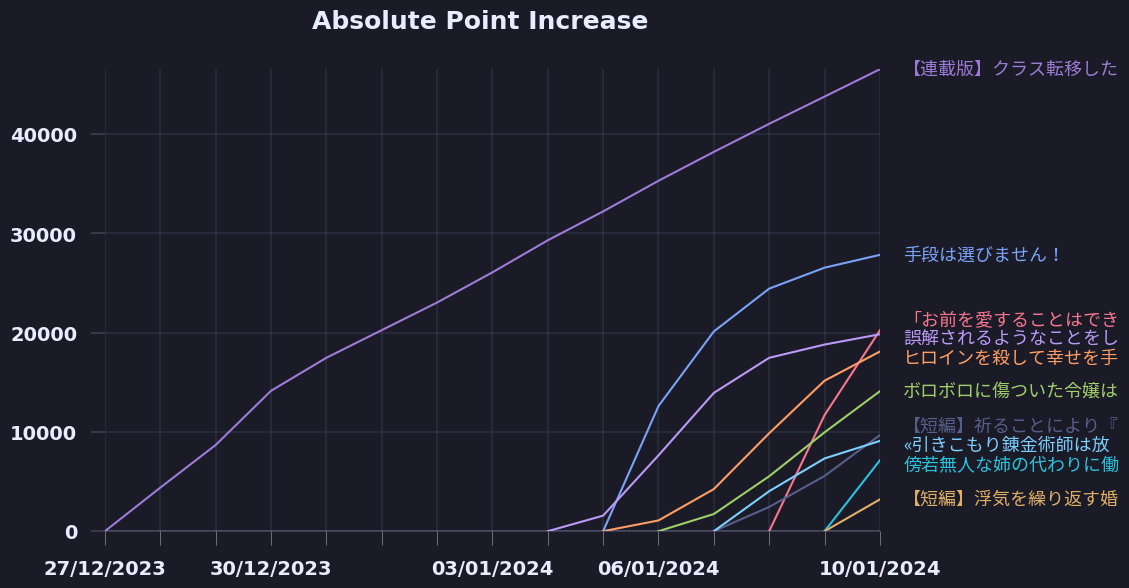 Absolute Point Increase
【連載版】クラス転移した
40000
30000
手段は選びません！
「お前を愛することはでき
20000
誤解されるようなことをし
ヒロインを殺して幸せを手
ボロボロに傷ついた令嬢は
【短編】祈ることにより『
10000
«引きこもり錬金術師は放
傍若無人な姉の代わりに働
【短編】浮気を繰り返す婚
0
27/12/2023 30/12/2023 03/01/2024 06/01/2024 10/01/2024